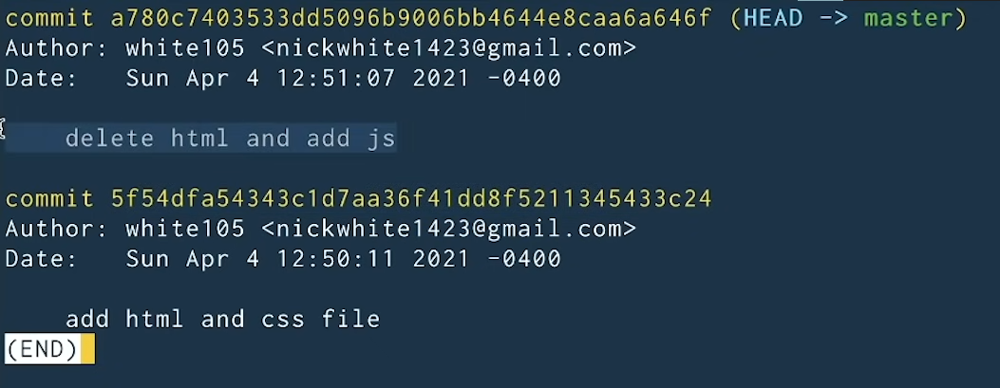 commit a780c7403533dd5096b9006bb4644e8caa6a646f (HEAD -> master)
Author: white105 <nickwhite1423@gmail.com>
Date:   Sun Apr 4 12:51:07 2021 -0400
    delete html and add js
commit 5f54dfa54343c1d7aa36f41dd8f5211345433c24
Author: white105 <nickwhite1423@gmail.com>
Date:   Sun Apr 4 12:50:11 2021 -0400
    add html and css file
(END)